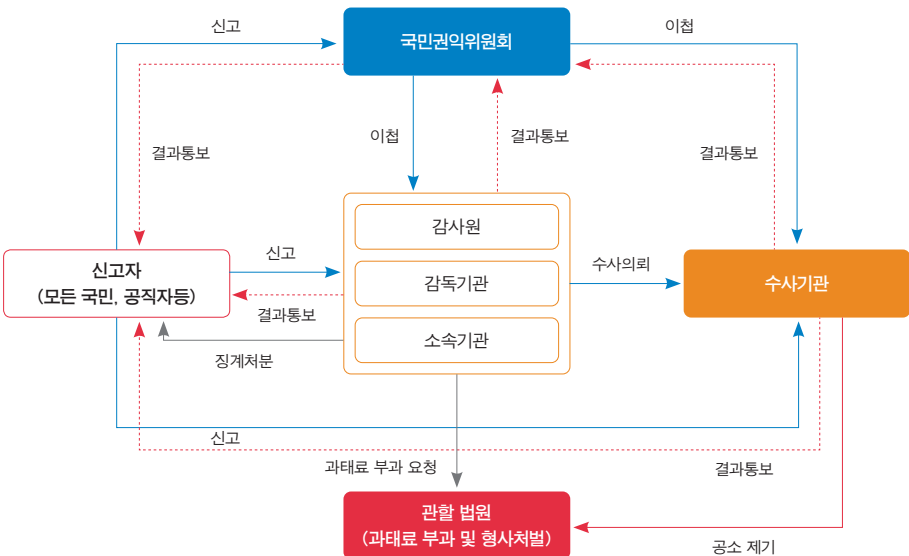 신고
국민권익위원회
이첩
이첩
결과통보
결과통보
결과통보
감사원
신고자
(모든 국민, 공직자등)
신고
감독기관
수사의뢰
수사기관
결과통보
소속기관
징계처분
신고
과태료 부과 요청
결과통보
관할 법원
(과태료 부과 및 형사처벌)
공소 제기